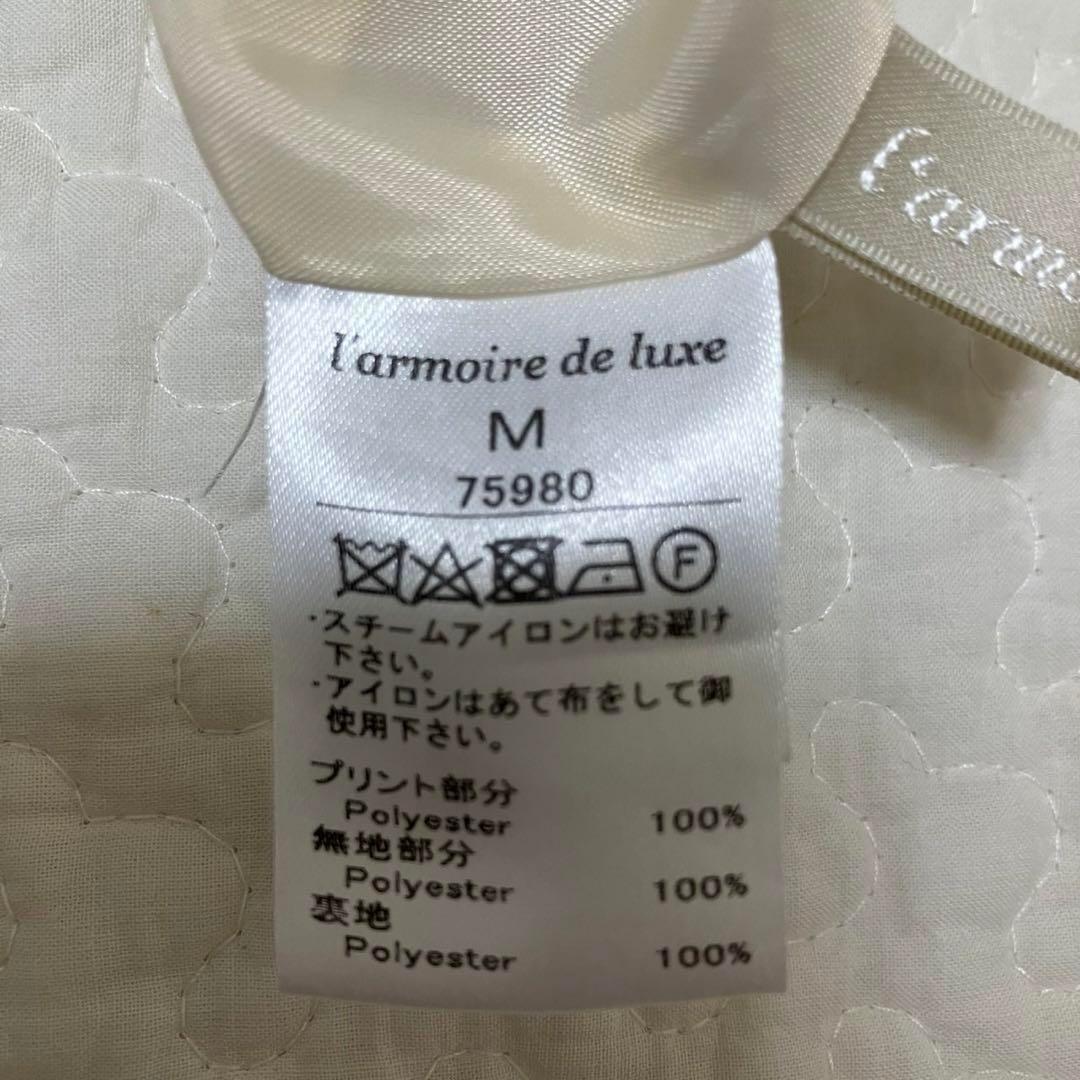 l'armoire de luxe
M
75980
F
・スチームアイロンはお避け
下さい。
・アイロンはあて布をして御
使用下さい。
プリント部分
Polyester 100%
無地部分
Polyester 100%
裏地
Polyester 100%
l'armo